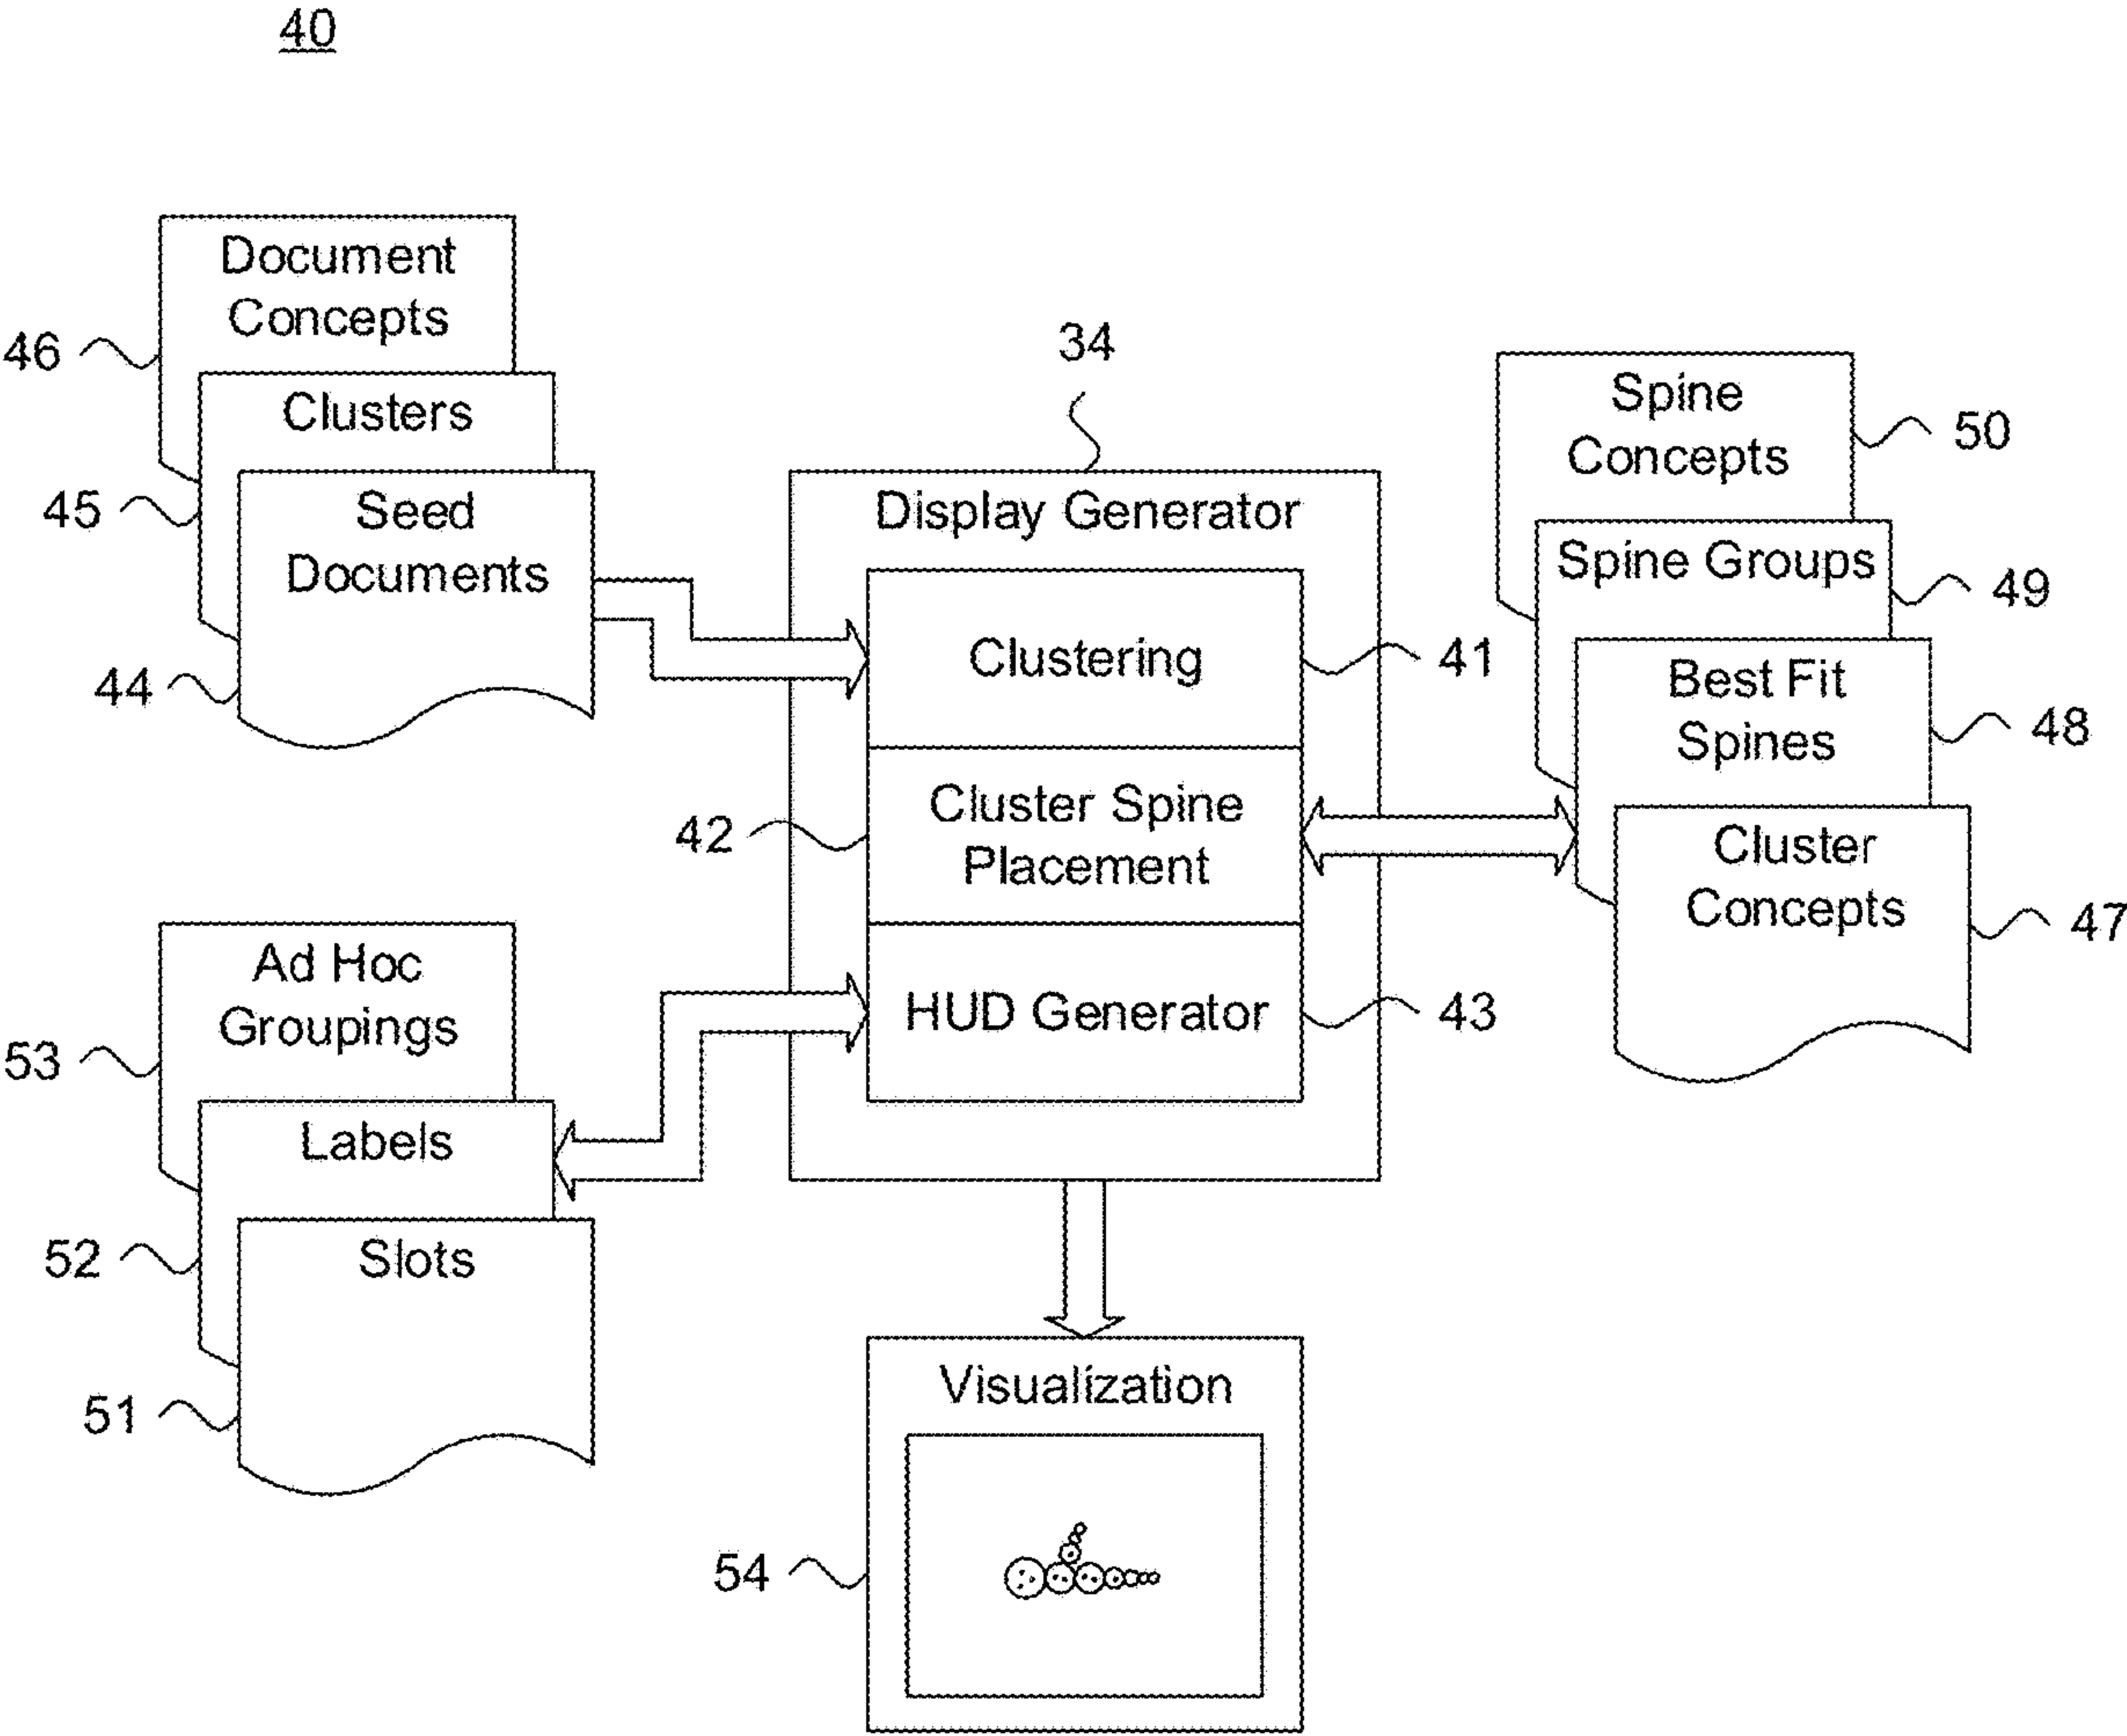 40
Document
Concepts
46
Clusters
45
Seed
Documents
44
34
Display Generator
Clustering
41
Cluster Spine
Placement
42
HUD Generator
43
Spine
Concepts
50
Spine Groups
49
Best Fit
Spines
48
Cluster
Concepts
47
Ad Hoc
Groupings
53
Labels
52
Slots
51
Visualization
54